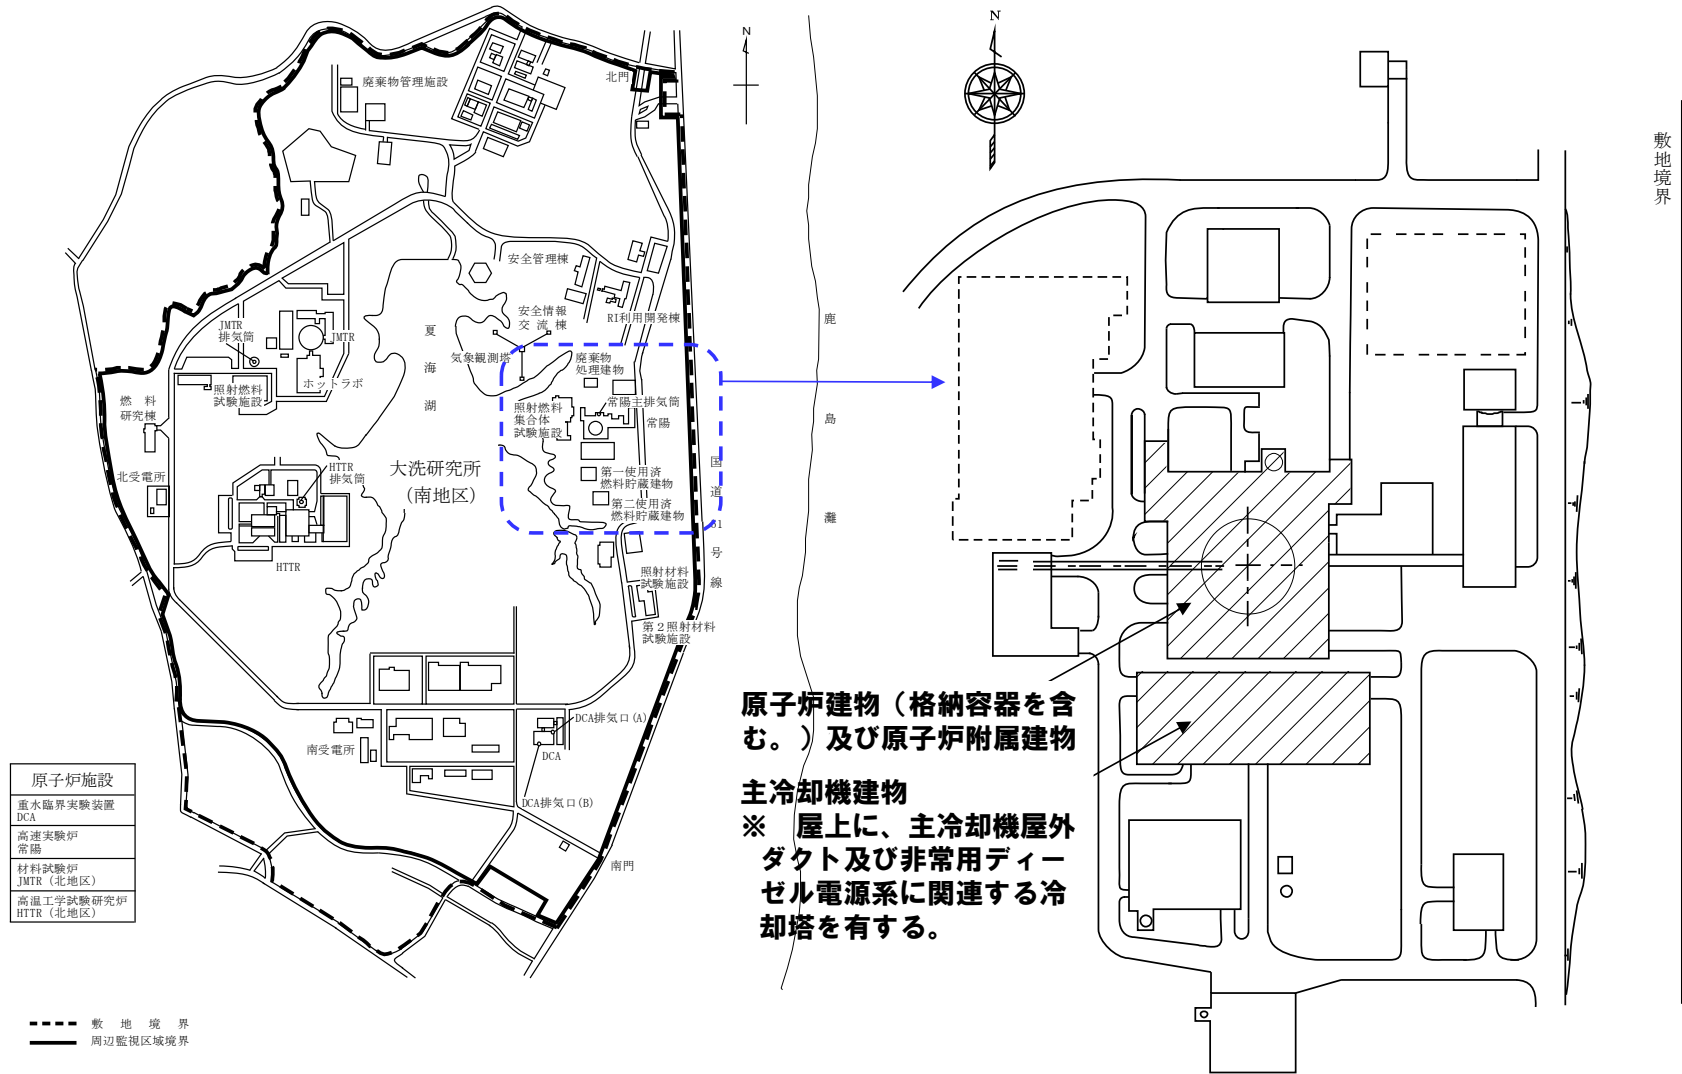 N
北門
廃棄物管理施設
安全管理棟
安全情報
交流棟
RI利用開発棟
JMTR
排気筒
JMTR
夏
海
湖
気象観測塔
廃棄物
処理建物
ホットラボ
照射燃料
試験施設
燃料
研究棟
照射燃料
集合体
試験施設
常陽主排気筒
常陽
北受電所
HTTR
排気筒
大洗研究所
(南地区)
第一使用済
燃料貯蔵建物
第二使用済
燃料貯蔵建物
国
道
51
号
線
HTTR
照射材料
試験施設
第2照射材料
試験施設
鹿
島
灘
DCA排気口(A)
南受電所
DCA
DCA排気口(B)
南門
原子炉施設
重水臨界実験装置
DCA
高速実験炉
常陽
材料試験炉
JMTR (北地区)
高温工学試験研究炉
HTTR (北地区)
敷地境界
周辺監視区域境界
N
敷地境界
原子炉建物(格納容器を含
む。)及び原子炉附属建物
主冷却機建物
※ 屋上に、主冷却機屋外
ダクト及び非常用ディー
ゼル電源系に関連する冷
却塔を有する。